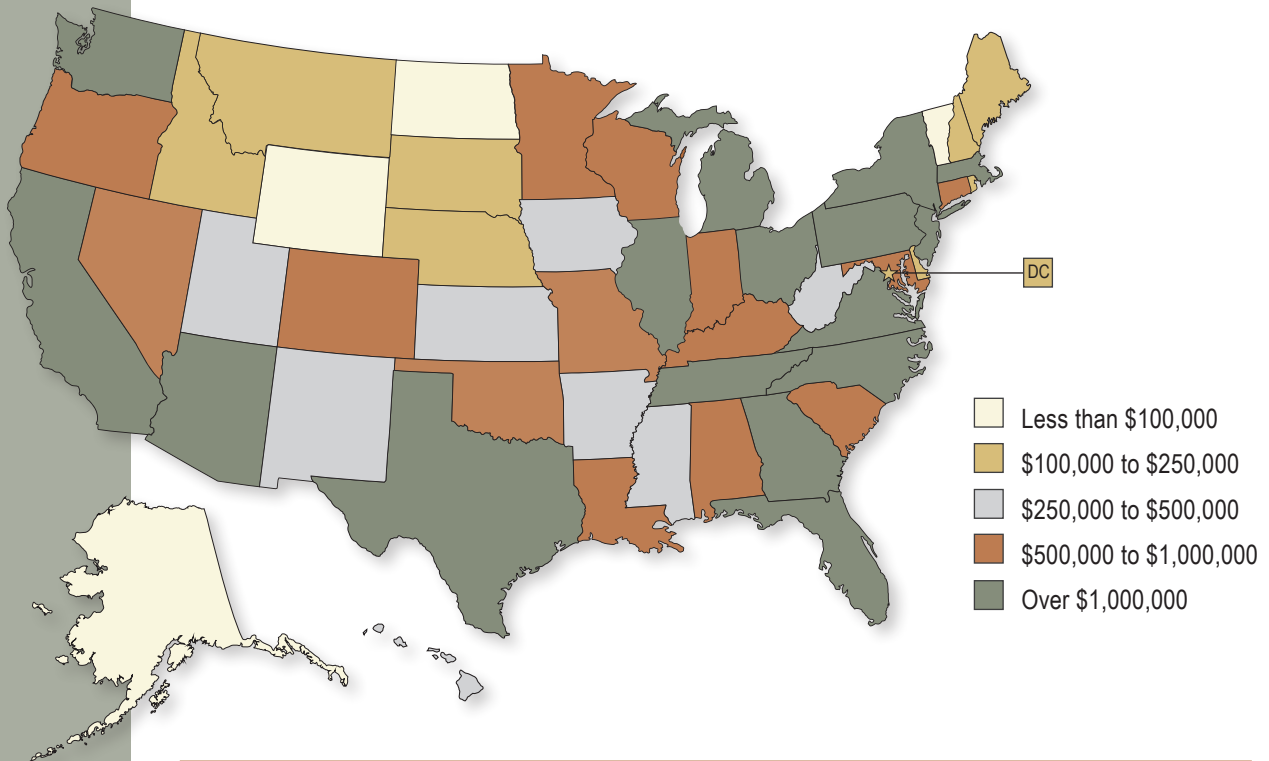 DC
Less than $100,000
$100,000 to $250,000
$250,000 to $500,000
$500,000 to $1,000,000
Over $1,000,000